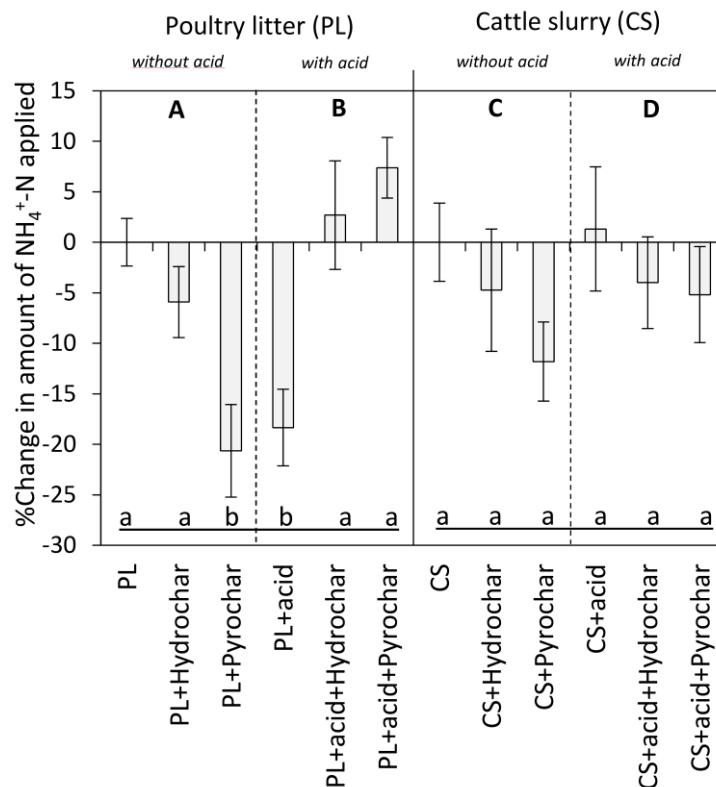 Poultry litter (PL) Cattle slurry (CS)
without acid with acid without acid with acid
%Change in amount of NH₄⁺-N applied
A B C D
15
10
5
0
-5
-10
-15
-20
-25
-30
a a b b a a a a a a a a
PL
PL+Hydrochar
PL+Pyrochar
PL+acid
PL+acid+Hydrochar
PL+acid+Pyrochar
CS
CS+Hydrochar
CS+Pyrochar
CS+acid
CS+acid+Hydrochar
CS+acid+Pyrochar